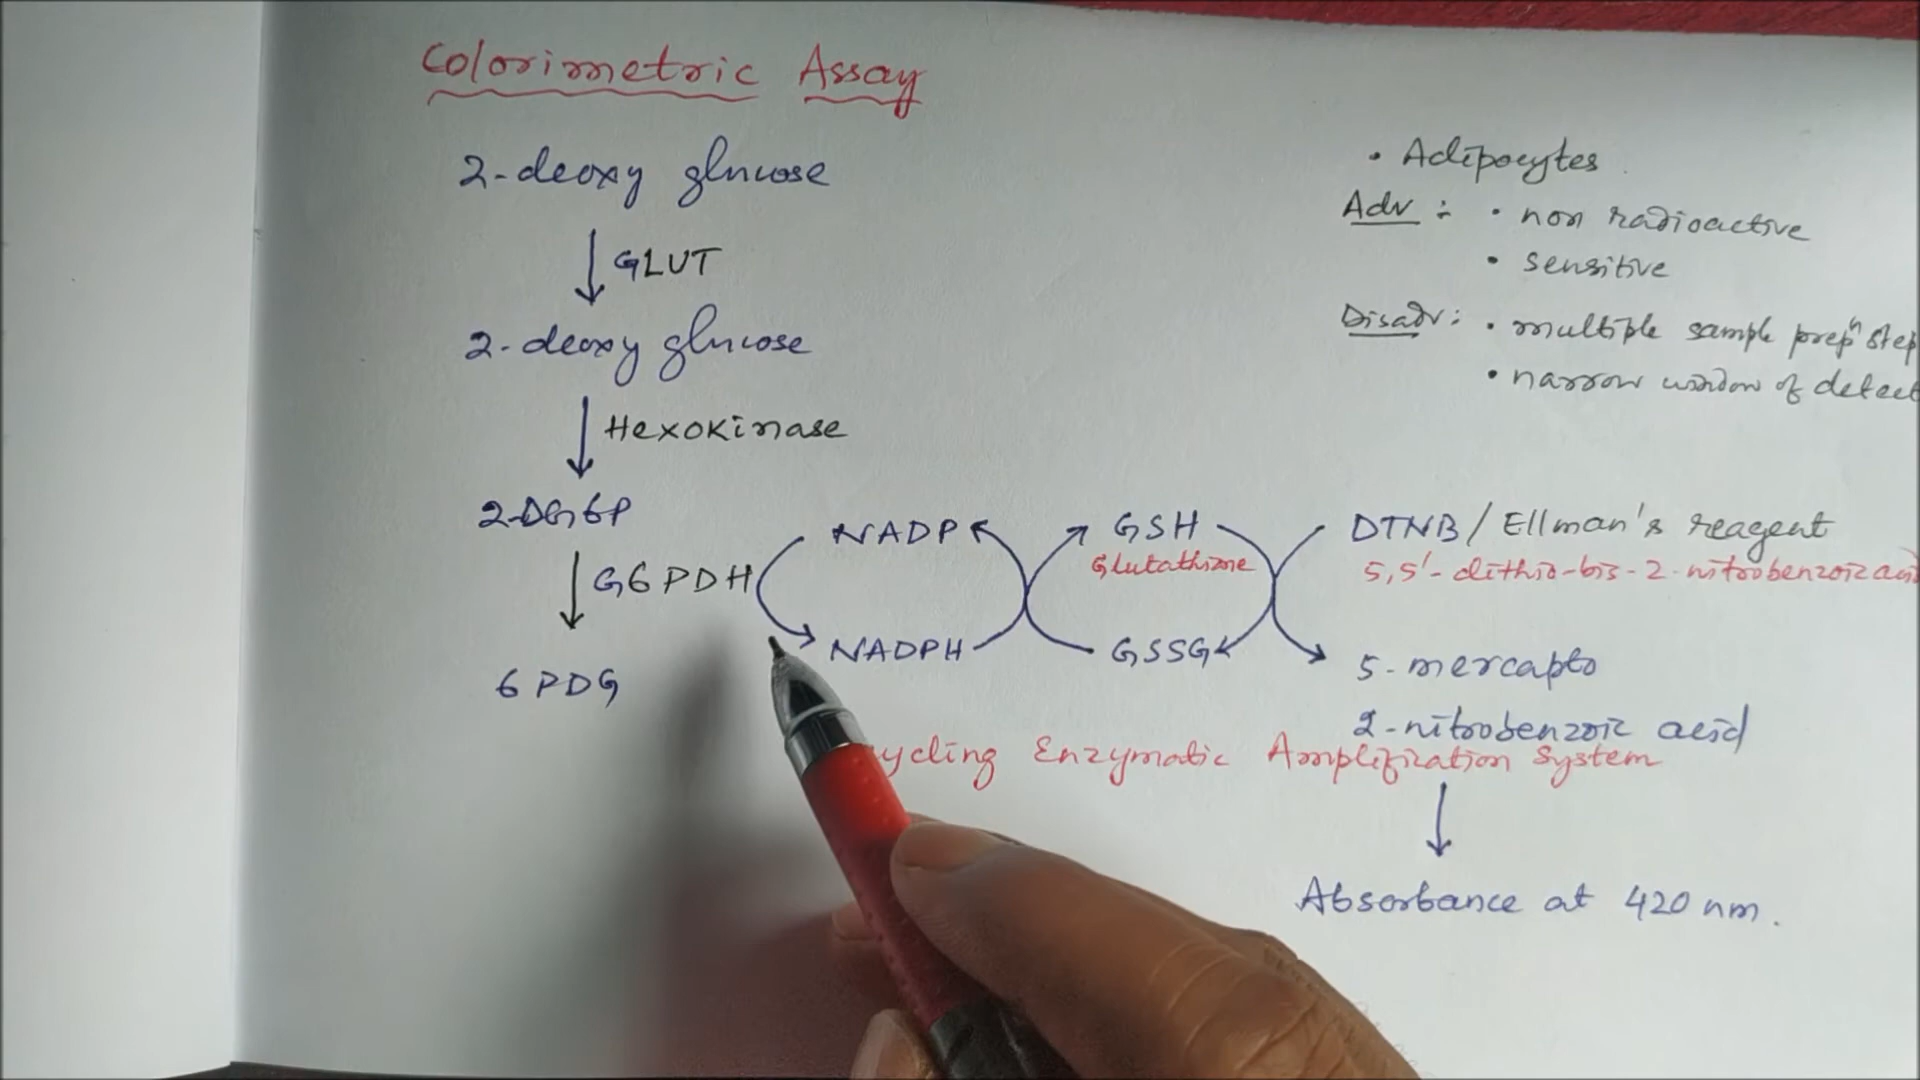 Colorimetric Assay
2-deoxy glucose
GLUT
2-deoxy glucose
Hexokinase
2-DG6P
G6PDH
6PDG
NADP
NADPH
GSH
Glutathione
GSSG
DTNB / Ellman's reagent
5,5'-dithio-bis-2-nitrobenzoic
5-mercapto
2-nitrobenzoic acid
Enzymatic Amplification System
Absorbance at 420 nm.
• Adipocytes
Adv : • non radioactive
• sensitive
Disadv : • multiple sample prepⁿ step
• narrow window of detect